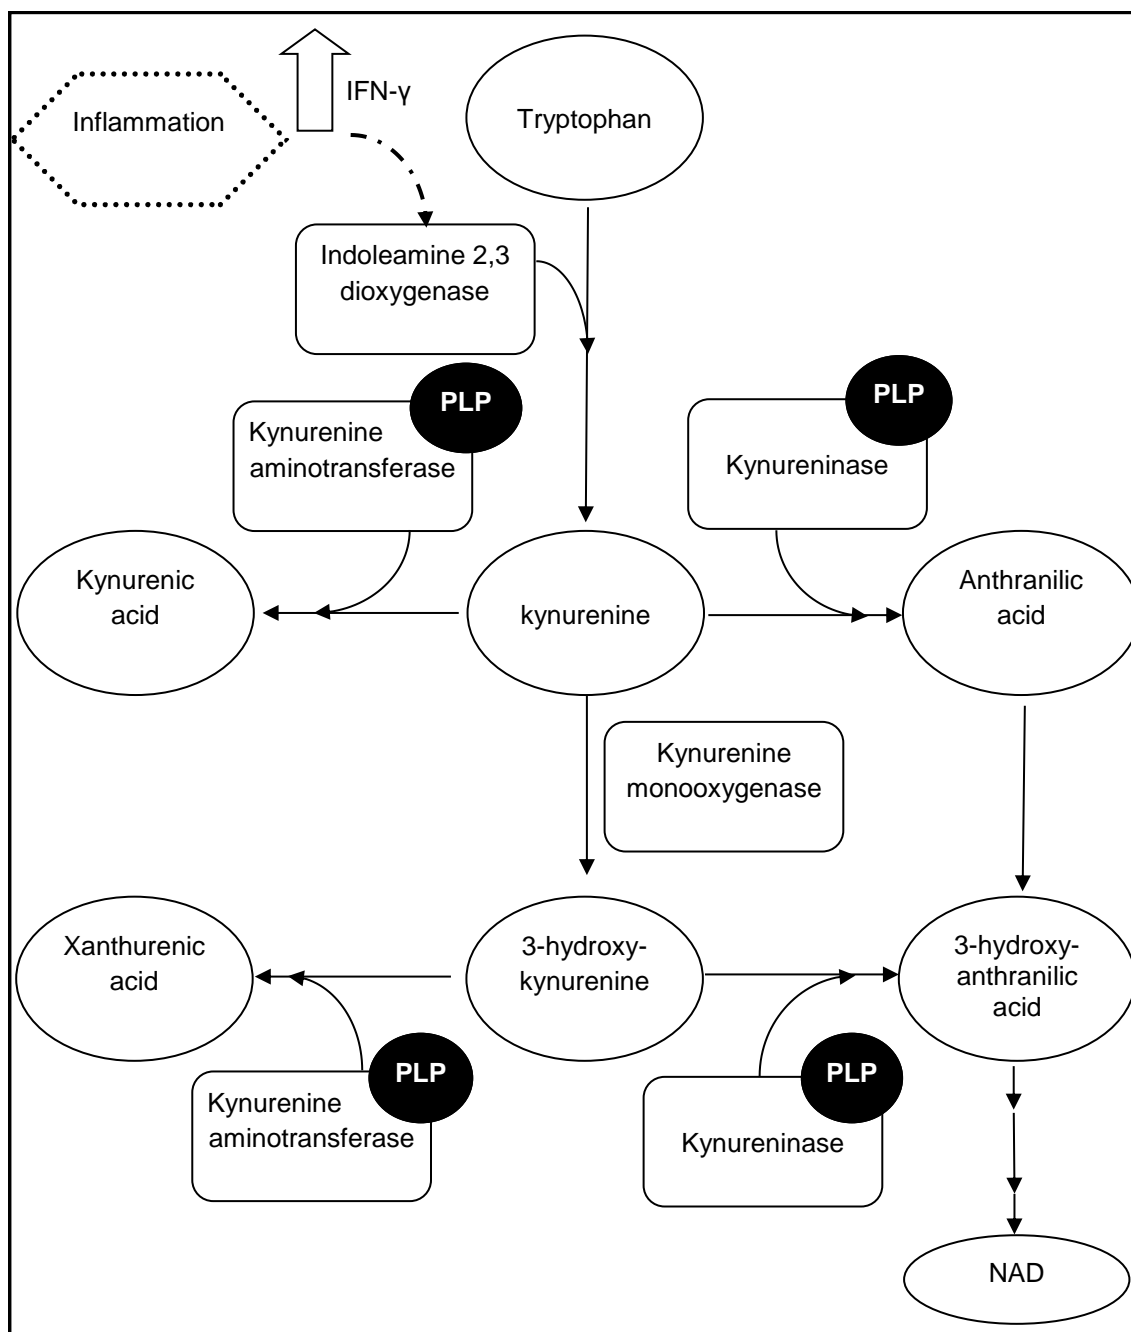 IFN-γ
Inflammation
Tryptophan
Indoleamine 2,3
dioxygenase
PLP
Kynurenine
aminotransferase
PLP
Kynureninase
Kynurenic
acid
kynurenine
Anthranilic
acid
Kynurenine
monooxygenase
Xanthurenic
acid
3-hydroxy-
kynurenine
3-hydroxy-
anthranilic
acid
PLP
Kynurenine
aminotransferase
PLP
Kynureninase
NAD